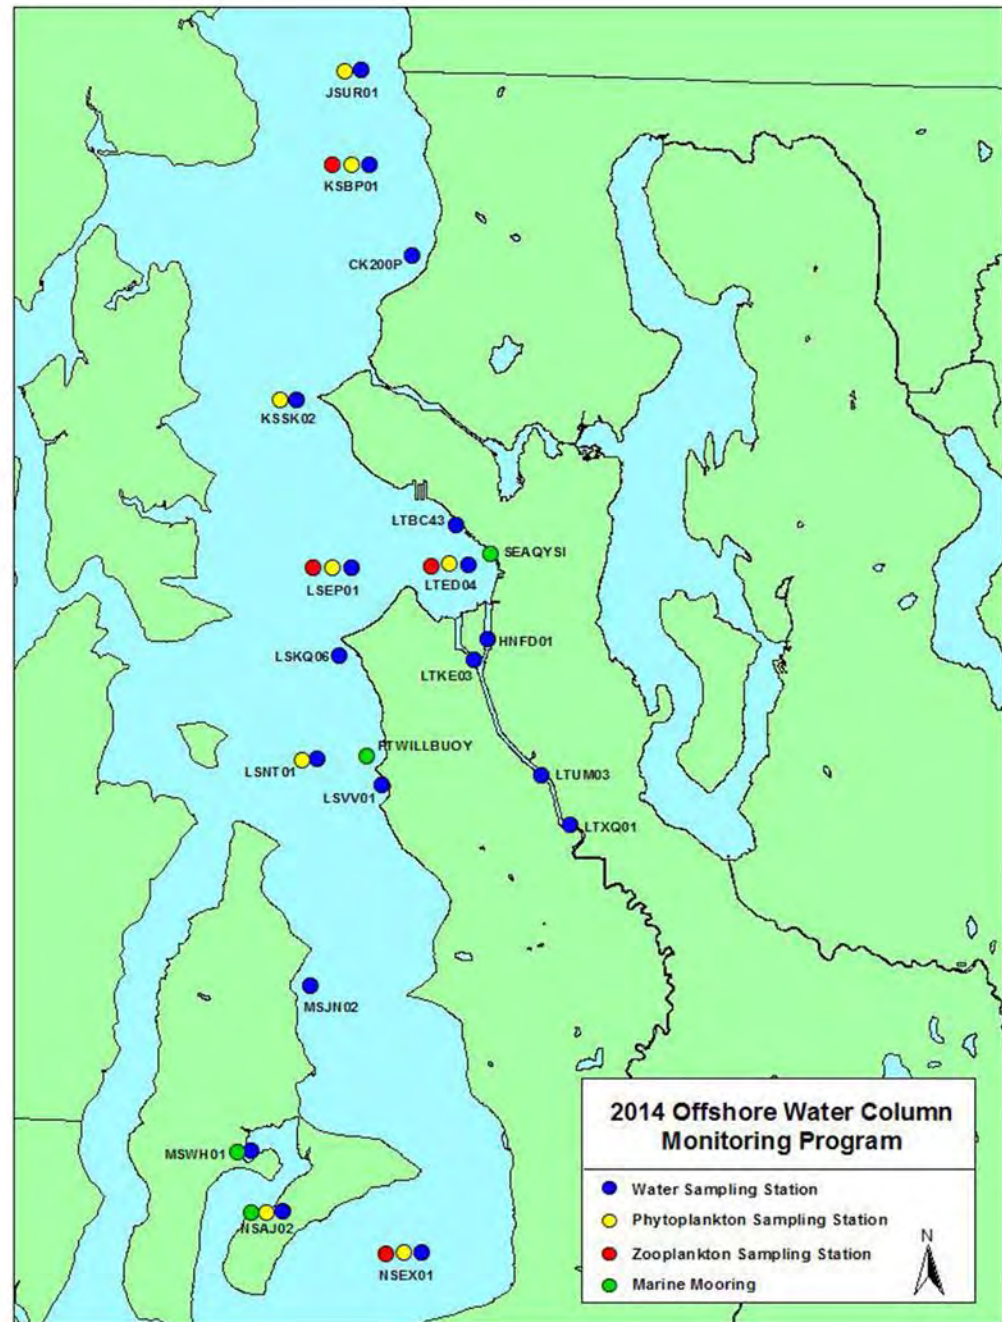 JSUR01
KSBP01
CK200P
KSSK02
LTBC43
SEAQYSI
LSEP01
LTED04
HNFD01
LSKQ06
LTKE03
FTWILLBUOY
LSNT01
LTUM03
LSVV01
LTXQ01
MSJN02
2014 Offshore Water Column
Monitoring Program
MSWH01
Water Sampling Station
NSAJ02
Phytoplankton Sampling Station
N
Zooplankton Sampling Station
NSEX01
Marine Mooring